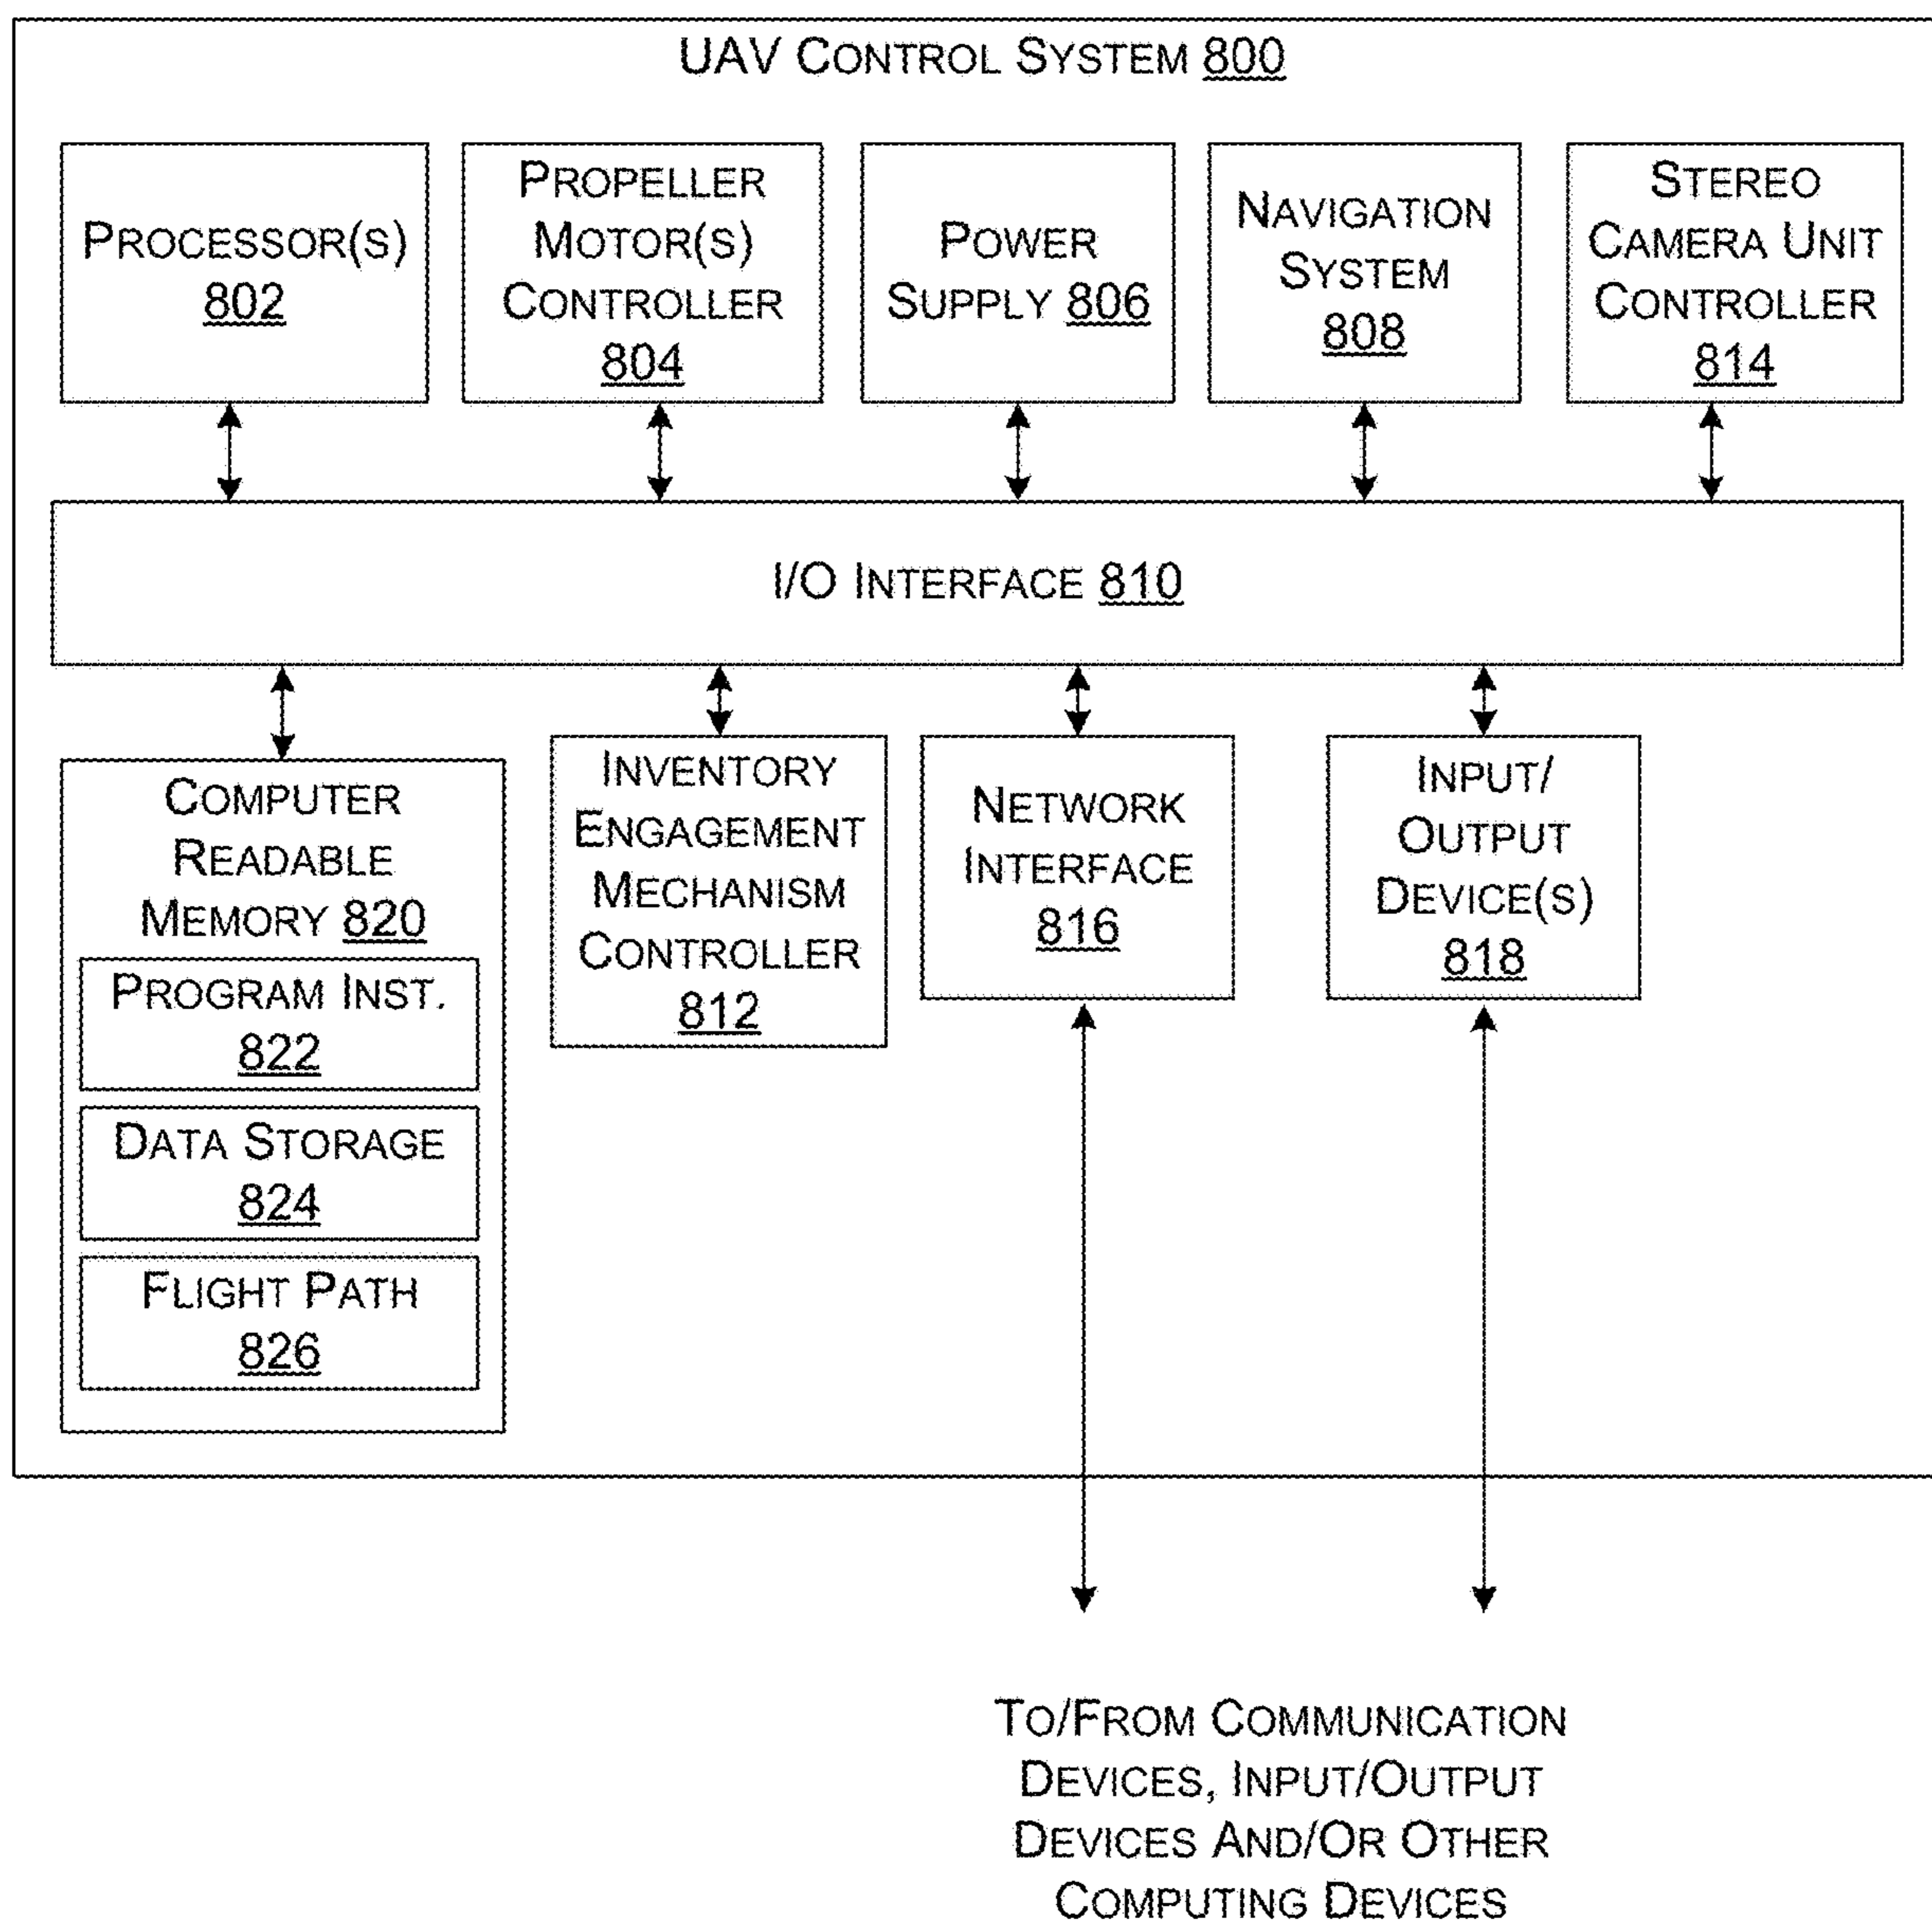 UAV CONTROL SYSTEM 800
PROCESSOR(S)
802
PROPELLER
MOTOR(S)
CONTROLLER
804
POWER
SUPPLY 806
NAVIGATION
SYSTEM
808
STEREO
CAMERA UNIT
CONTROLLER
814
I/O INTERFACE 810
COMPUTER
READABLE
MEMORY 820
PROGRAM INST.
822
DATA STORAGE
824
FLIGHT PATH
826
INVENTORY
ENGAGEMENT
MECHANISM
CONTROLLER
812
NETWORK
INTERFACE
816
INPUT/
OUTPUT
DEVICE(S)
818
TO/FROM COMMUNICATION
DEVICES, INPUT/OUTPUT
DEVICES AND/OR OTHER
COMPUTING DEVICES